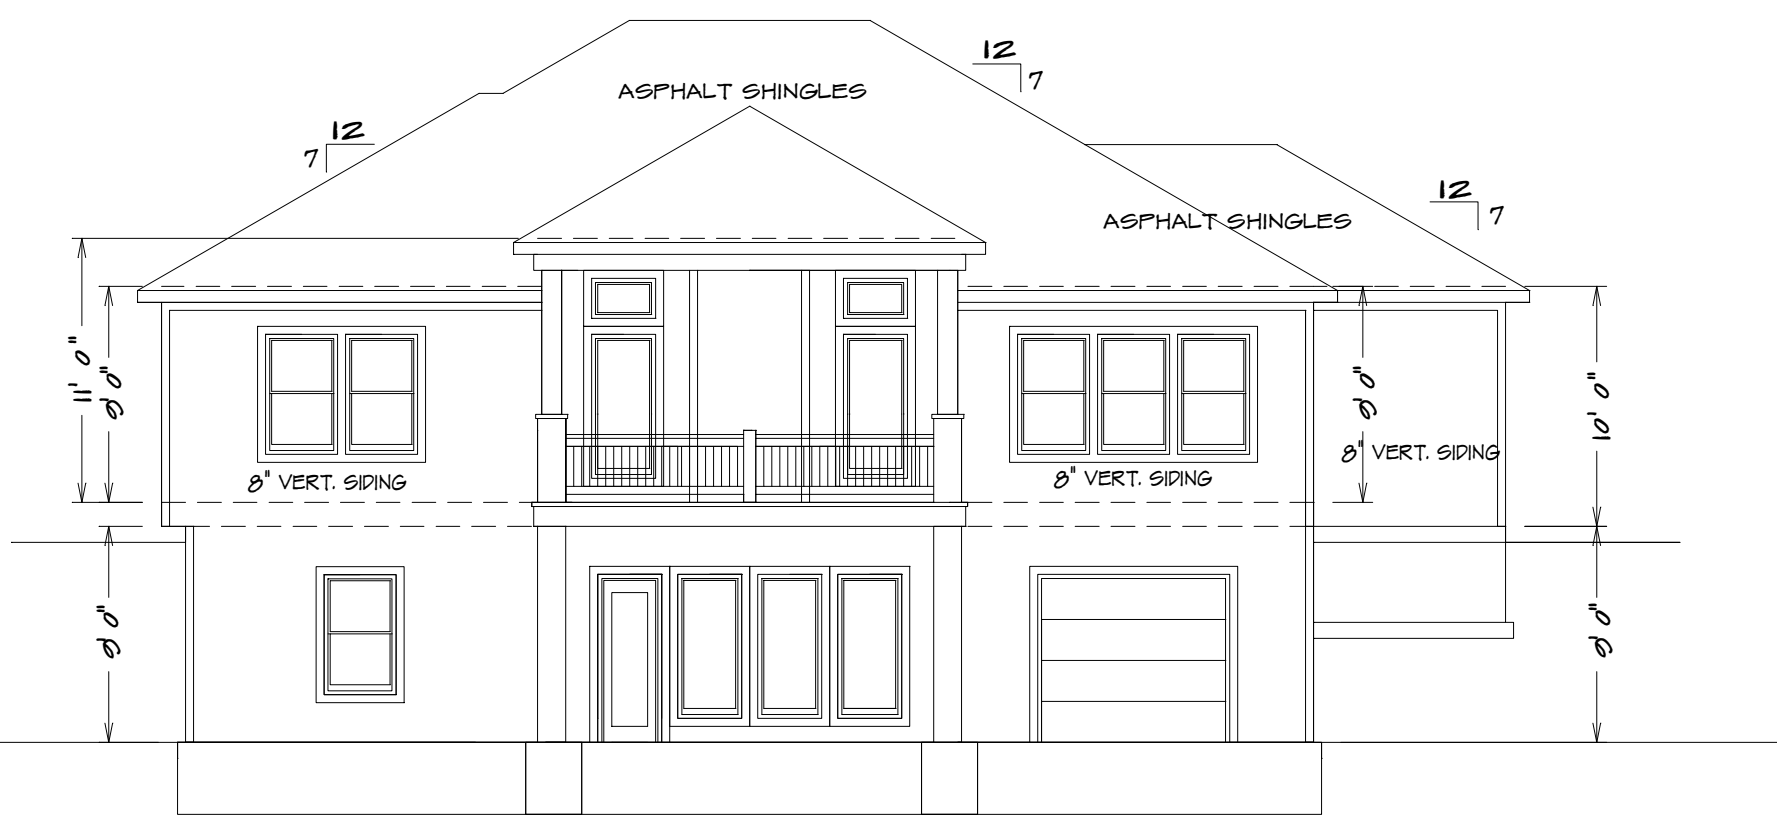 12
7
ASPHALT SHINGLES
12
7
12
7
ASPHALT SHINGLES
11' 0"
9' 0"
9' 0"
10' 0"
8" VERT. SIDING
8" VERT. SIDING
8" VERT. SIDING
9' 0"
9' 0"